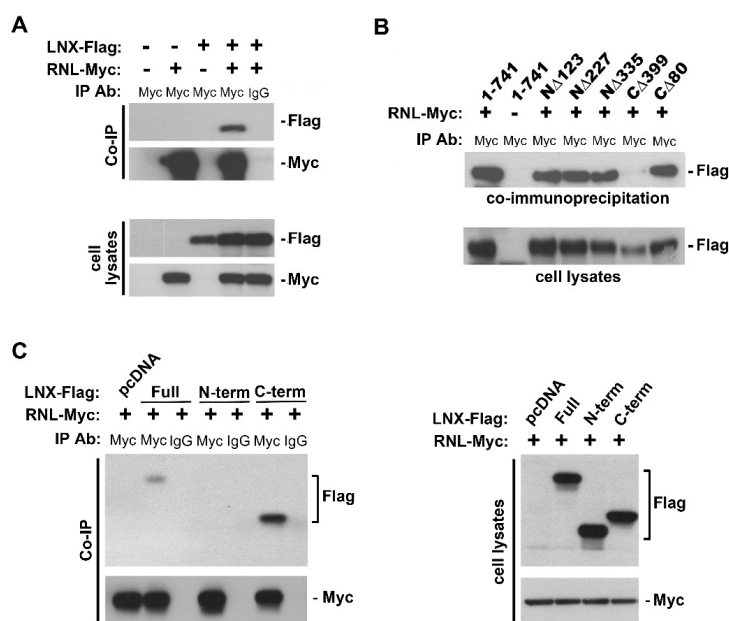 A
LNX-Flag: - - + + +
RNL-Myc: - + - + +
IP Ab: Myc Myc Myc Myc IgG
Co-IP
- Flag
- Myc
cell lysates
- Flag
- Myc
B
1-741 1-741 NΔ123 NΔ227 NΔ335 CΔ399 CΔ80
RNL-Myc: + - + + + + +
IP Ab: Myc Myc Myc Myc Myc Myc Myc
- Flag
co-immunoprecipitation
- Flag
cell lysates
C
LNX-Flag: pcDNA Full N-term C-term
RNL-Myc: + + + + + + +
IP Ab: Myc Myc IgG Myc IgG Myc IgG
Co-IP
Flag
- Myc
LNX-Flag: pcDNA Full N-term C-term
RNL-Myc: + + + +
cell lysates
Flag
- Myc